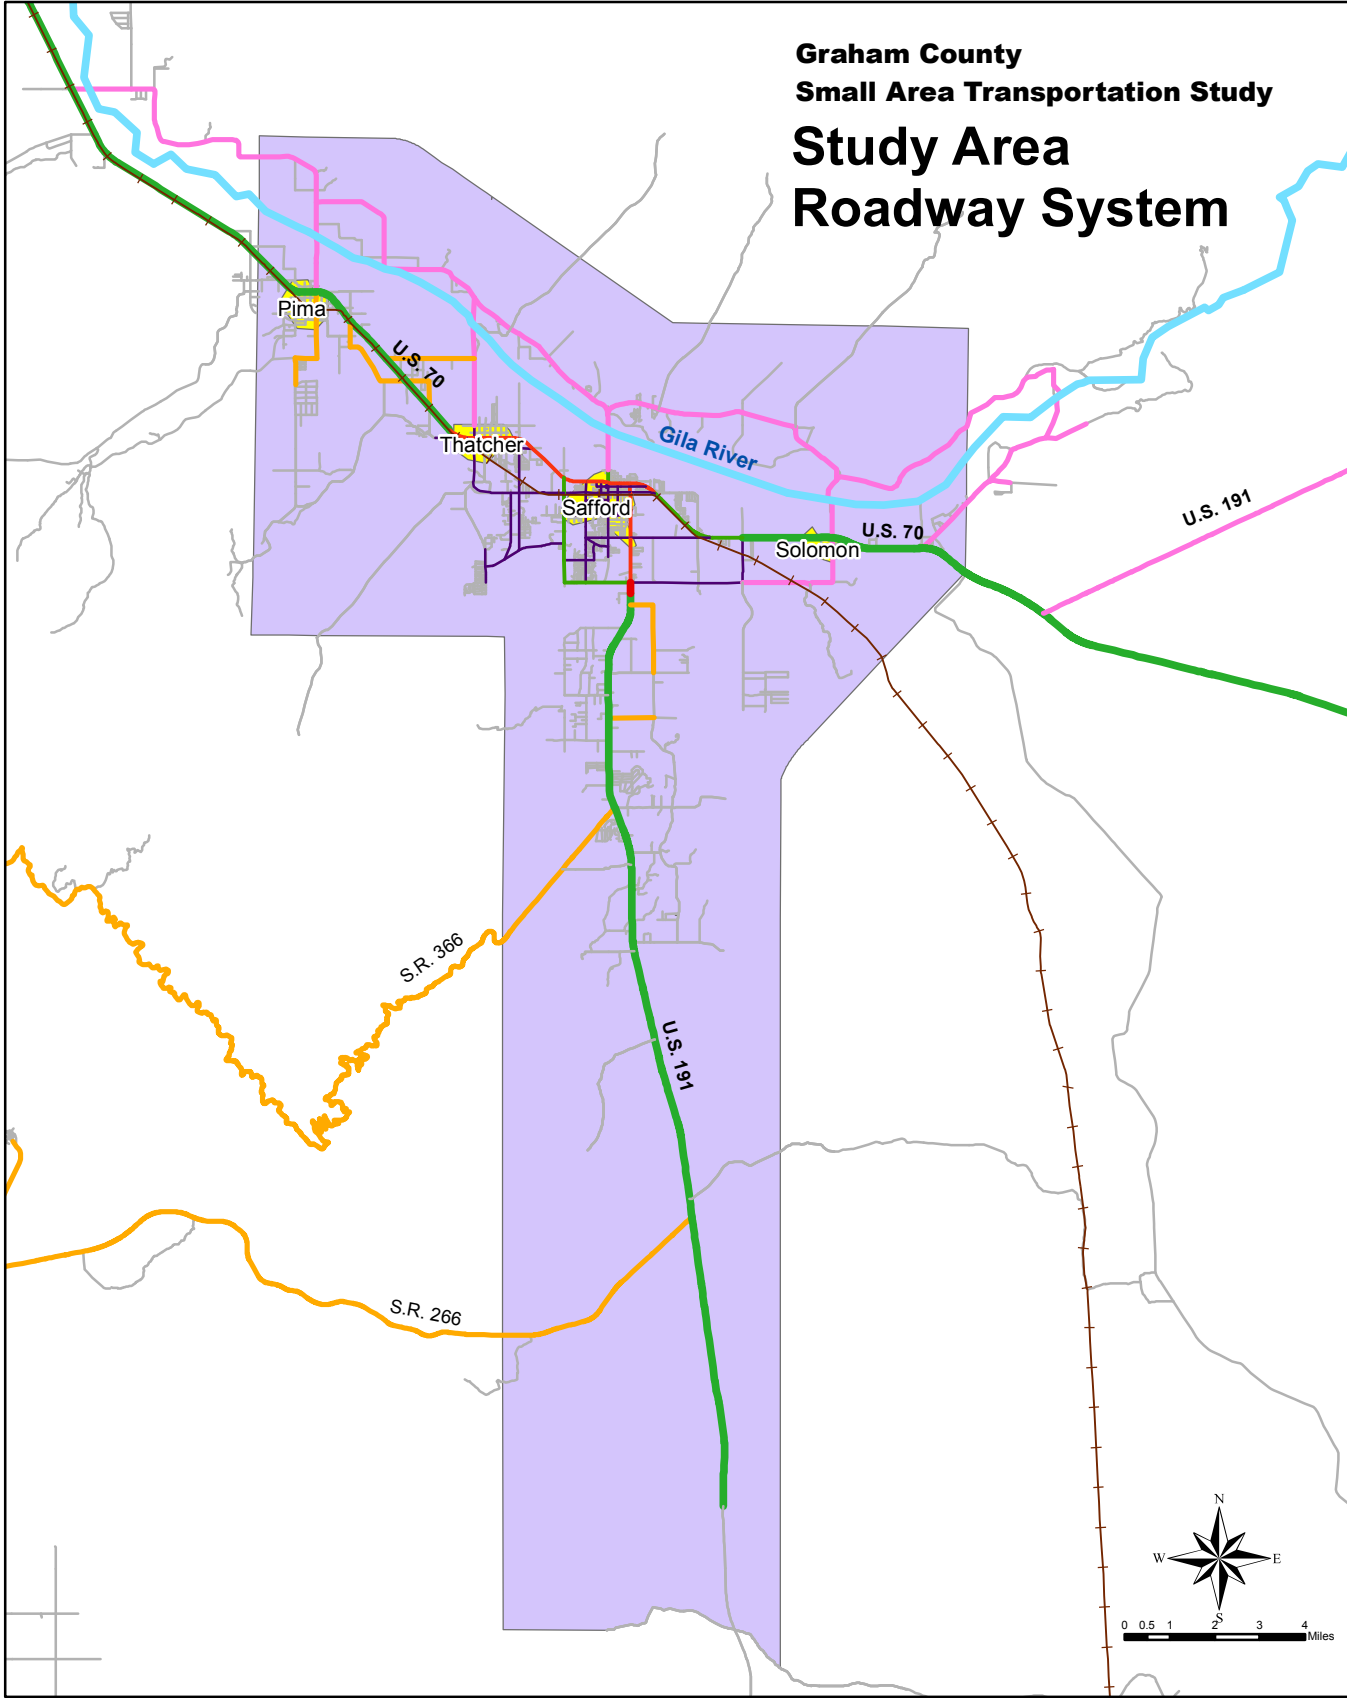 Graham County
Small Area Transportation Study
Study Area
Roadway System
Pima
U.S. 70
Thatcher
Gila River
Safford
U.S. 70
Solomon
U.S. 191
S.R. 366
U.S. 191
S.R. 266
N
W E
S
0 0.5 1 2 3 4
Miles